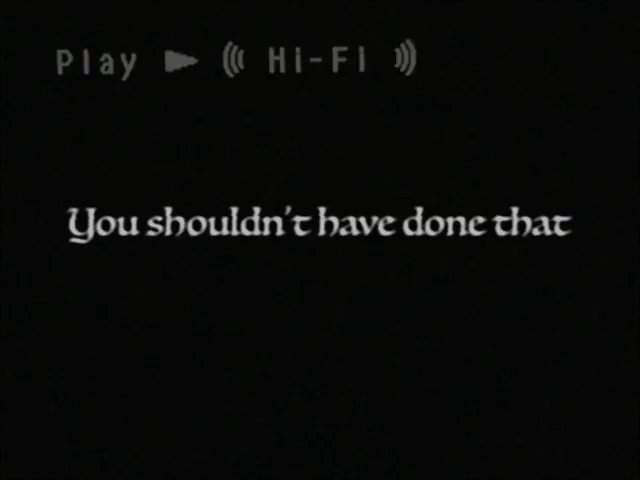 Play ► ((( Hi-Fi )))
You shouldn't have done that